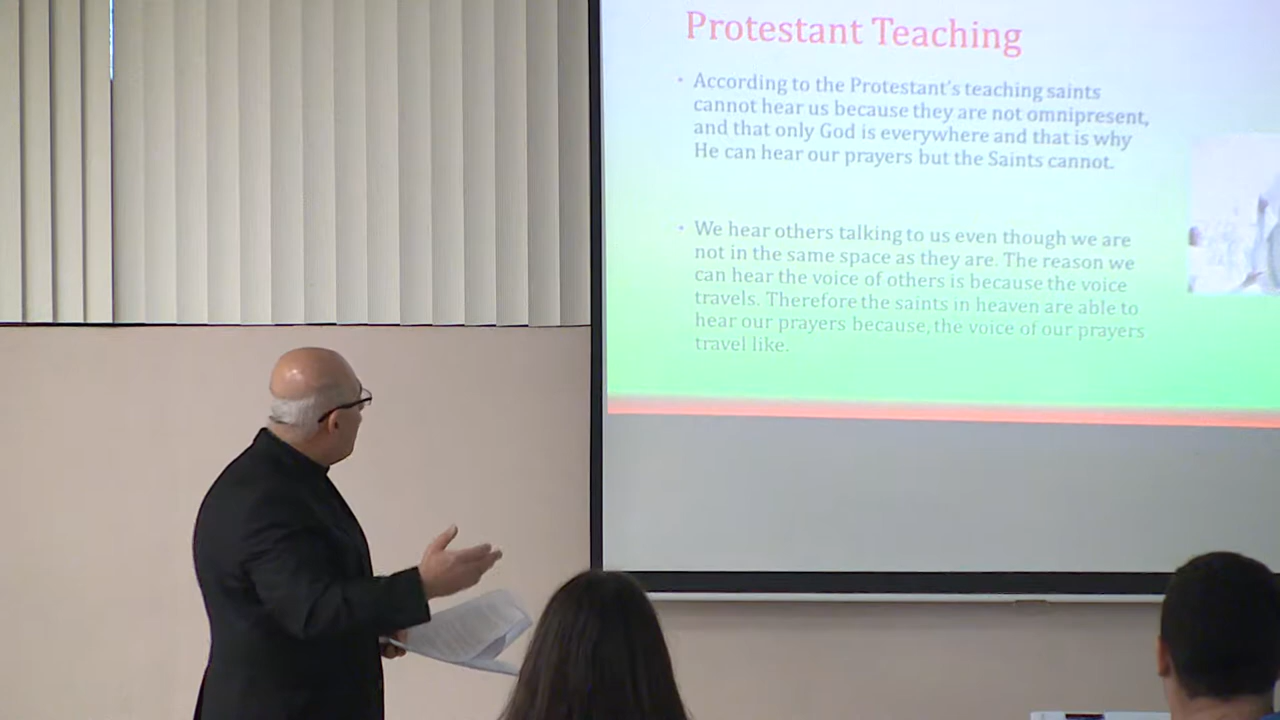 Protestant Teaching
• According to the Protestant's teaching saints
cannot hear us because they are not omnipresent,
and that only God is everywhere and that is why
He can hear our prayers but the Saints cannot.
• We hear others talking to us even though we are
not in the same space as they are. The reason we
can hear the voice of others is because the voice
travels. Therefore the saints in heaven are able to
hear our prayers because, the voice of our prayers
travel like.